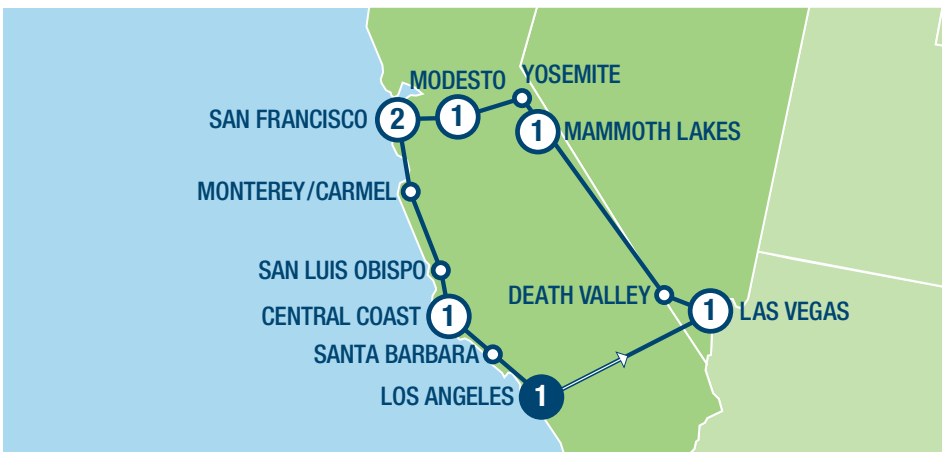 MODESTO
YOSEMITE
SAN FRANCISCO 2 1
1 MAMMOTH LAKES
MONTEREY/CARMEL
SAN LUIS OBISPO
DEATH VALLEY
CENTRAL COAST 1
1 LAS VEGAS
SANTA BARBARA
LOS ANGELES 1